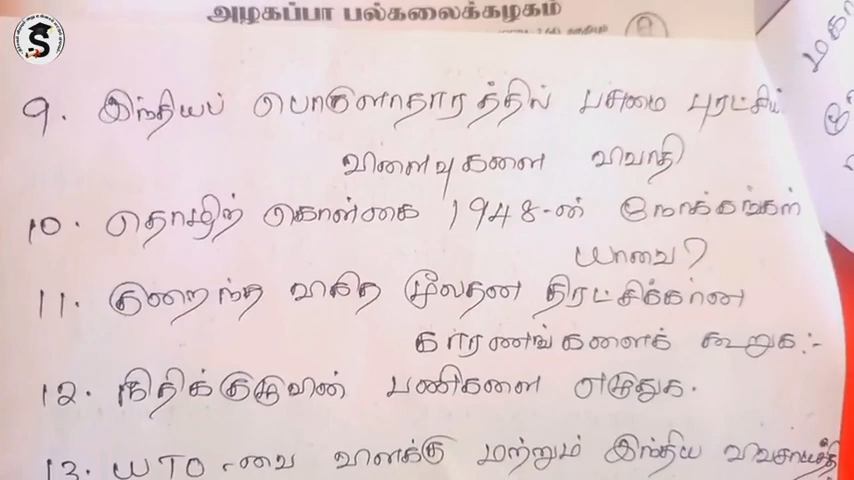 அழகப்பா பல்கலைக்கழகம்
9. இந்தியப் பொருளாதாரத்தில் பசுமை புரட்சியி
விளைவுகளை விவாதி
10. தொழிற் கொள்கை 1948-ன் நோக்கங்கள்
யாவை?
11. குறைந்த வாகித மூலதன திரட்சிக்கான
காரணங்களைக் கூறுக:-
12. நிதிக்குழுவின் பணிகளை எழுதுக.
13. WTO-வை விளக்கு மற்றும் இந்திய விவசாயத்தி